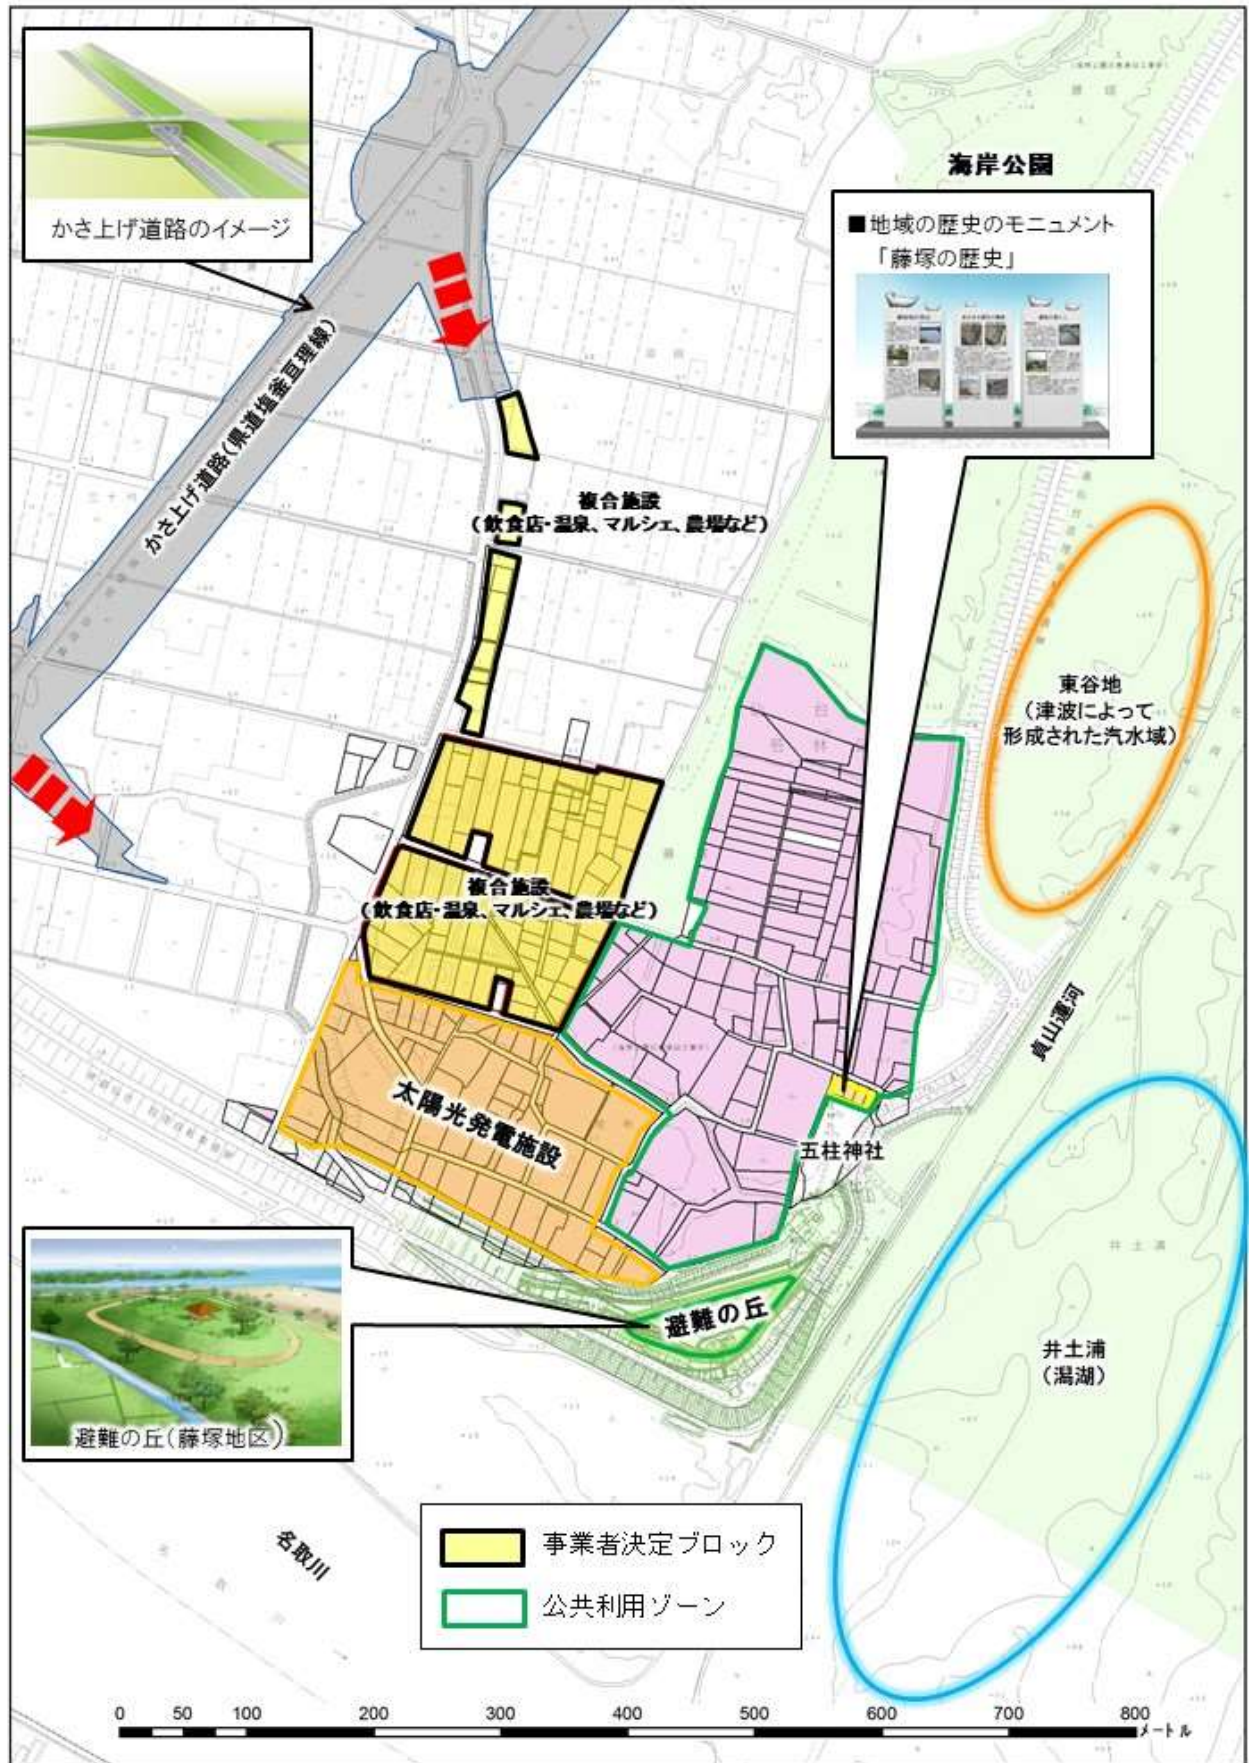 かさ上げ道路のイメージ
海岸公園
■地域の歴史のモニュメント
「藤塚の歴史」
かさ上げ道路(県道塩釜亘理線)
複合施設
(飲食店・温泉、マルシェ、農場など)
東谷地
(津波によって
形成された汽水域)
複合施設
(飲食店・温泉、マルシェ、農場など)
貞山運河
太陽光発電施設
五柱神社
避難の丘
避難の丘(藤塚地区)
井土浦
井土浦
(潟湖)
名取川
事業者決定ブロック
公共利用ゾーン
0 50 100 200 300 400 500 600 700 800
メートル